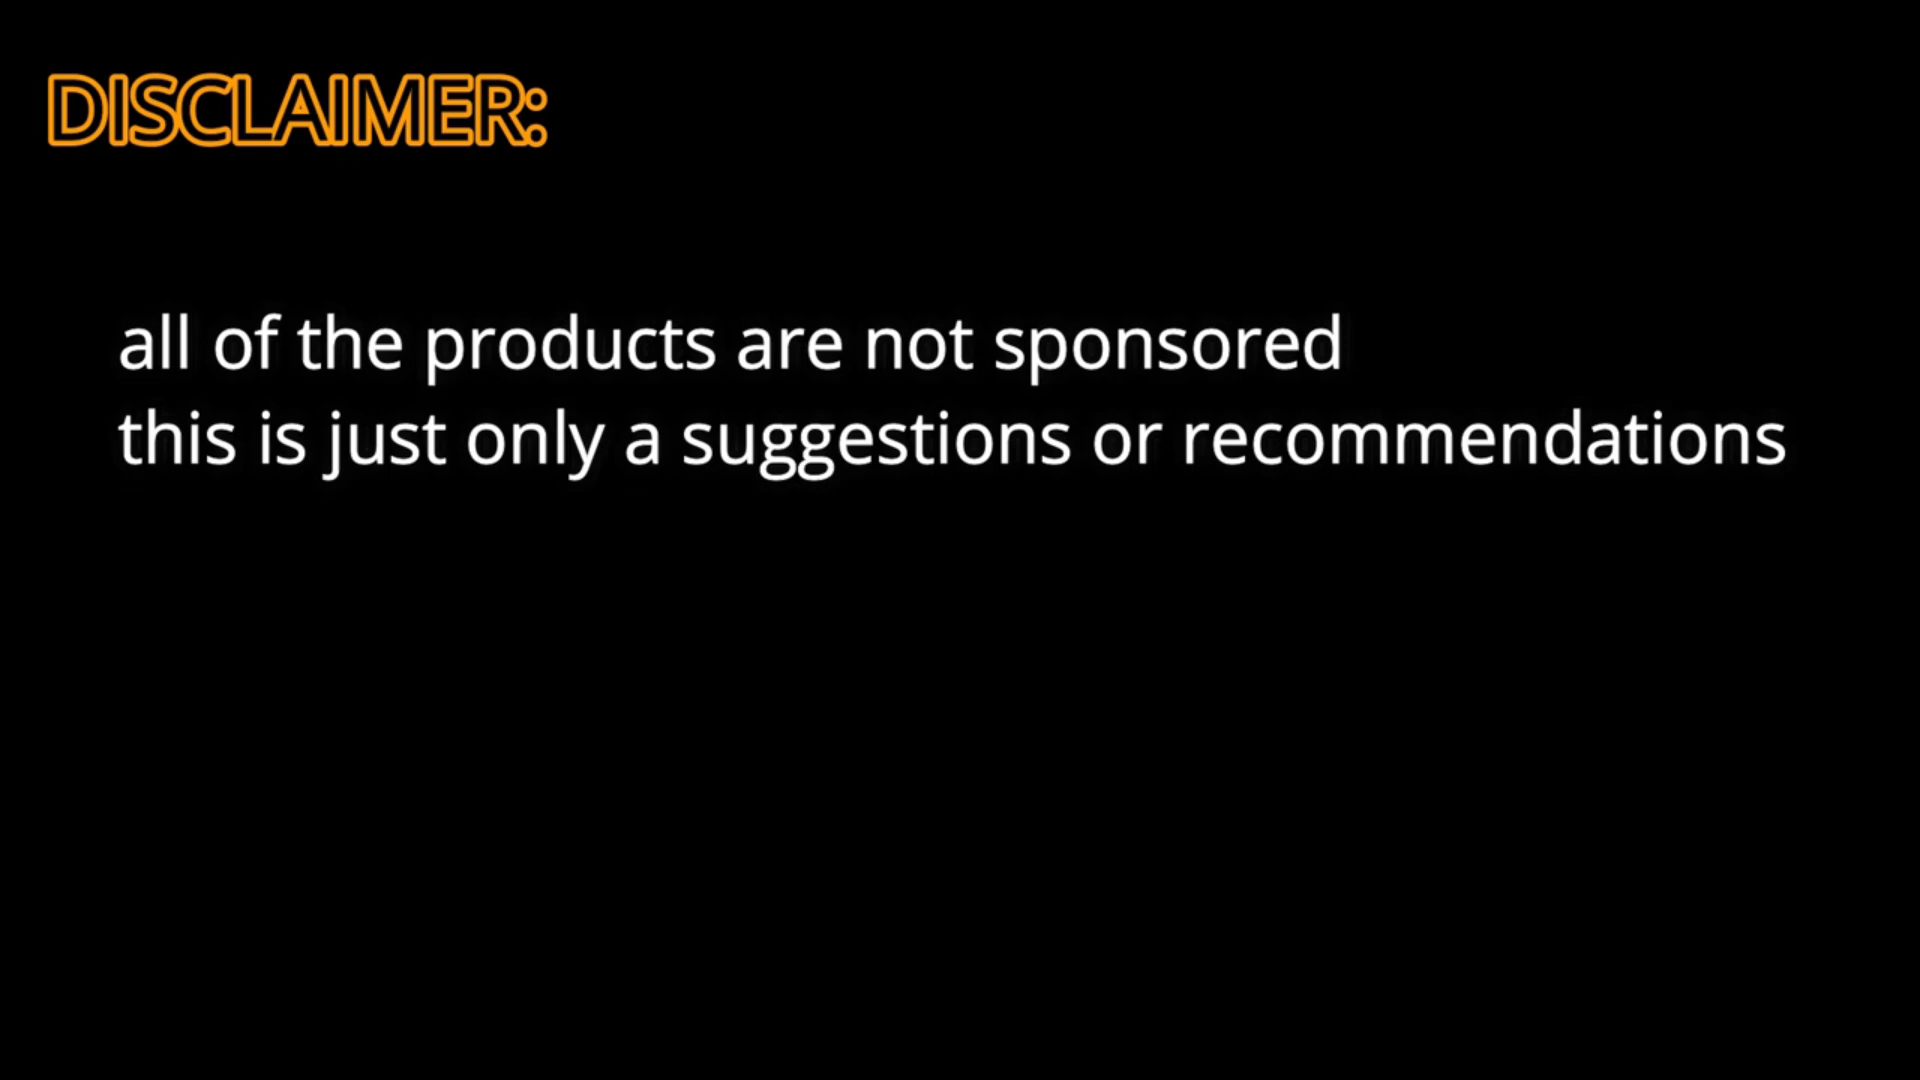 DISCLAIMER:
all of the products are not sponsored
this is just only a suggestions or recommendations